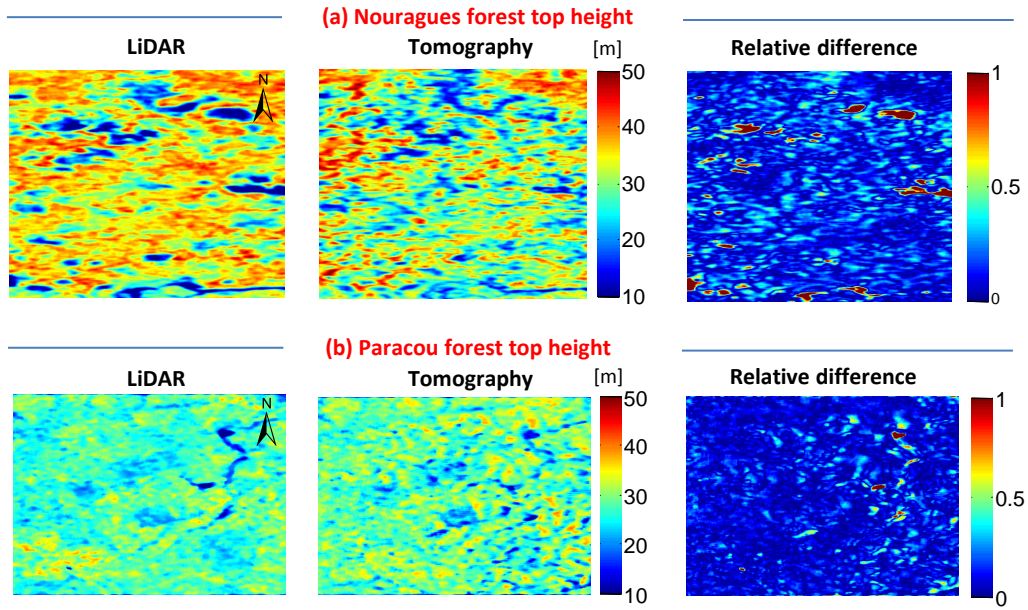 (a) Nouragues forest top height
LiDAR
Tomography
[m]
Relative difference
N
50
40
30
20
10
1
0.5
0
(b) Paracou forest top height
LiDAR
Tomography
[m]
Relative difference
N
50
40
30
20
10
1
0.5
0